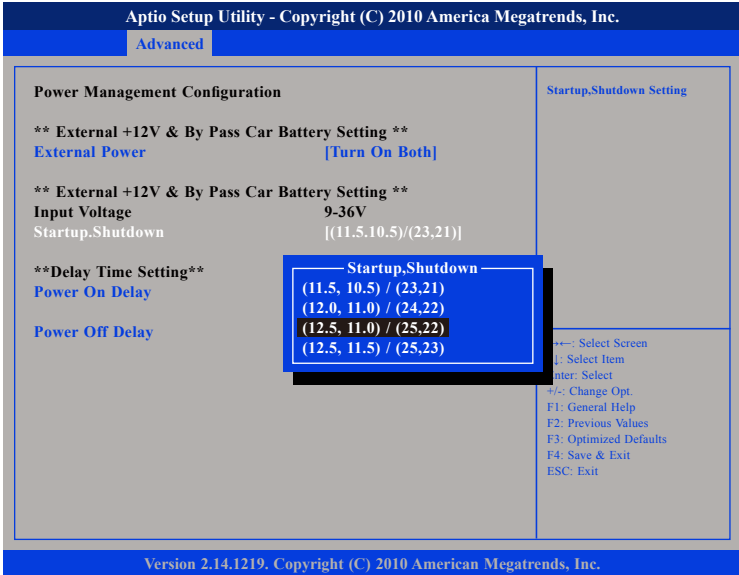 Aptio Setup Utility - Copyright (C) 2010 America Megatrends, Inc.
Advanced
Power Management Configuration
** External +12V & By Pass Car Battery Setting **
External Power [Turn On Both]
** External +12V & By Pass Car Battery Setting **
Input Voltage 9-36V
Startup.Shutdown [(11.5.10.5)/(23,21)]
**Delay Time Setting**
Power On Delay
Power Off Delay
Startup,Shutdown
(11.5, 10.5) / (23,21)
(12.0, 11.0) / (24,22)
(12.5, 11.0) / (25,22)
(12.5, 11.5) / (25,23)
Startup,Shutdown Setting
→←: Select Screen
↓: Select Item
nter: Select
+/-: Change Opt.
F1: General Help
F2: Previous Values
F3: Optimized Defaults
F4: Save & Exit
ESC: Exit
Version 2.14.1219. Copyright (C) 2010 American Megatrends, Inc.